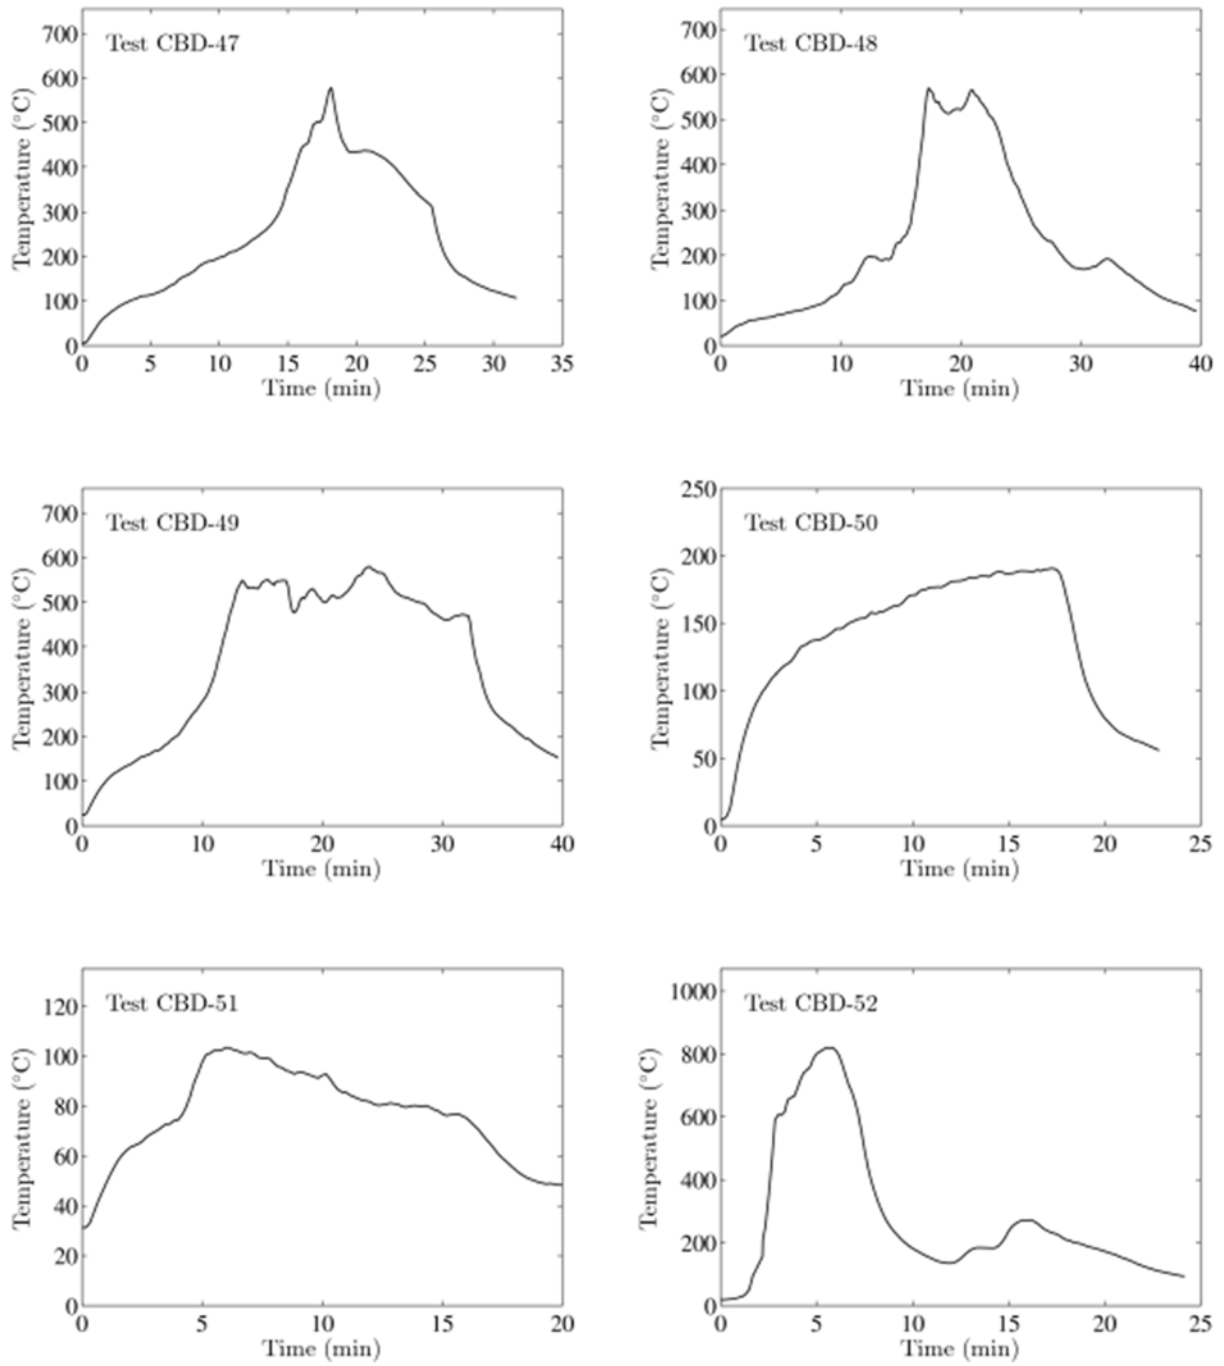 Test CBD-47
Temperature (°C)
700
600
500
400
300
200
100
0
0 5 10 15 20 25 30 35
Time (min)
Test CBD-48
Temperature (°C)
700
600
500
400
300
200
100
0
0 10 20 30 40
Time (min)
Test CBD-49
Temperature (°C)
700
600
500
400
300
200
100
0
0 10 20 30 40
Time (min)
Test CBD-50
Temperature (°C)
250
200
150
100
50
0
0 5 10 15 20 25
Time (min)
Test CBD-51
Temperature (°C)
120
100
80
60
40
20
0
0 5 10 15 20
Time (min)
Test CBD-52
Temperature (°C)
1000
800
600
400
200
0
0 5 10 15 20 25
Time (min)